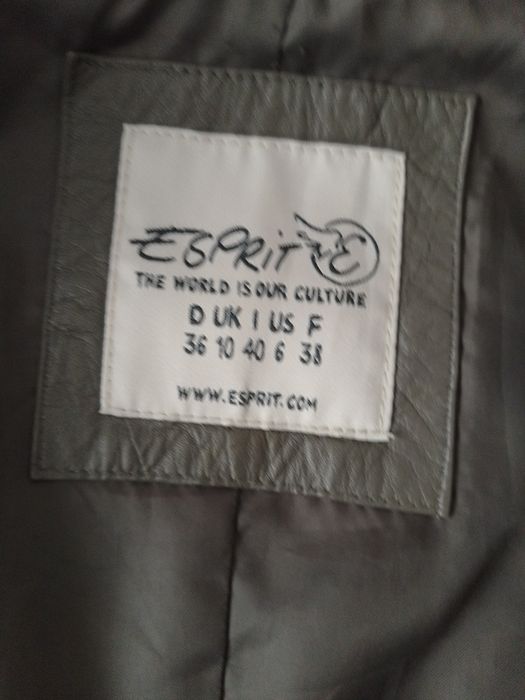 ESPRIT E
THE WORLD IS OUR CULTURE
D UK I US F
36 10 40 6 38
WWW.ESPRIT.COM